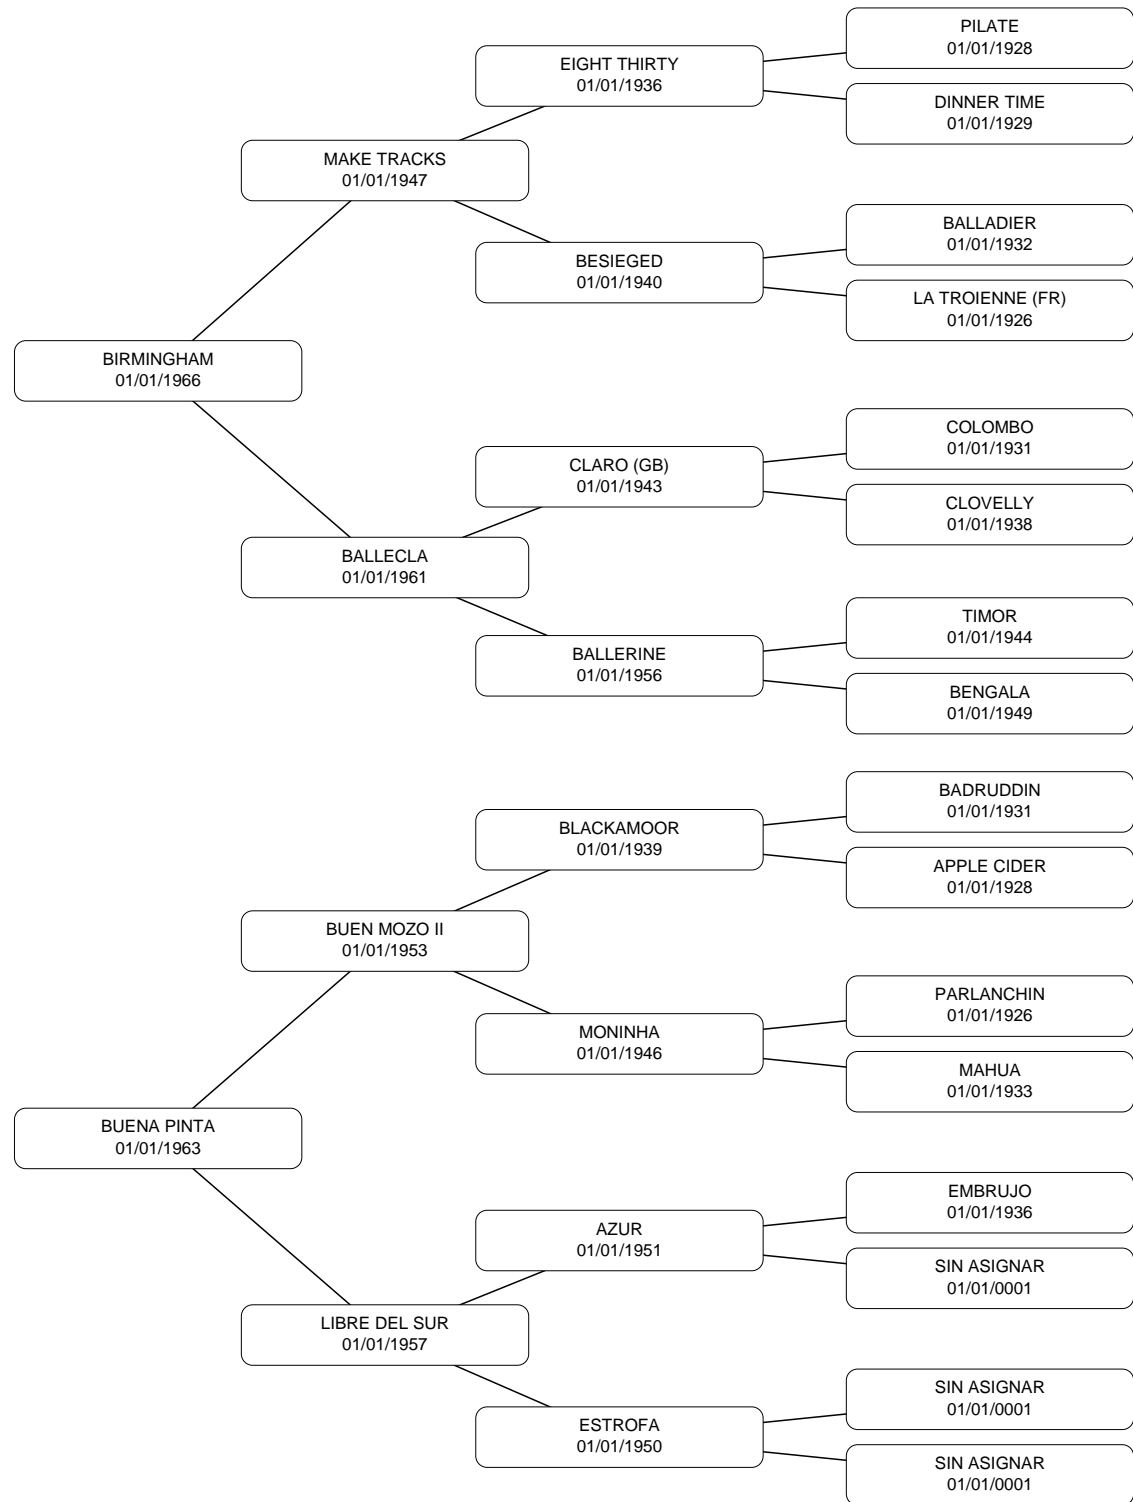 PILATE
01/01/1928
EIGHT THIRTY
01/01/1936
DINNER TIME
01/01/1929
MAKE TRACKS
01/01/1947
BALLADIER
01/01/1932
BESIEGED
01/01/1940
LA TROIENNE (FR)
01/01/1926
BIRMINGHAM
01/01/1966
COLOMBO
01/01/1931
CLARO (GB)
01/01/1943
CLOVELLY
01/01/1938
BALLECLA
01/01/1961
TIMOR
01/01/1944
BALLERINE
01/01/1956
BENGALA
01/01/1949
BADRUDDIN
01/01/1931
BLACKAMOOR
01/01/1939
APPLE CIDER
01/01/1928
BUEN MOZO II
01/01/1953
PARLANCHIN
01/01/1926
MONINHA
01/01/1946
MAHUA
01/01/1933
BUENA PINTA
01/01/1963
EMBRUJO
01/01/1936
AZUR
01/01/1951
SIN ASIGNAR
01/01/0001
LIBRE DEL SUR
01/01/1957
SIN ASIGNAR
01/01/0001
ESTROFA
01/01/1950
SIN ASIGNAR
01/01/0001